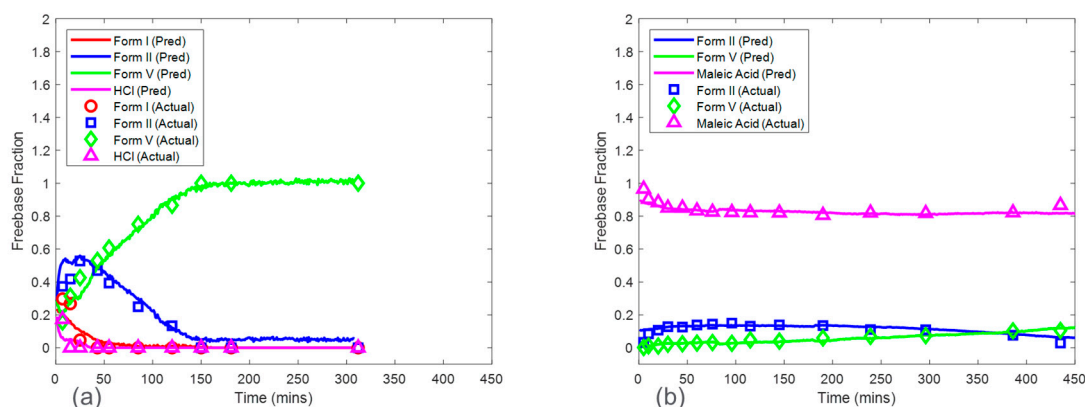 2
1.8
1.6
1.4
1.2
1
0.8
0.6
0.4
0.2
0
Freebase Fraction
Form I (Pred)
Form II (Pred)
Form V (Pred)
HCl (Pred)
Form I (Actual)
Form II (Actual)
Form V (Actual)
HCl (Actual)
0 50 100 150 200 250 300 350 400 450
(a) Time (mins)
2
1.8
1.6
1.4
1.2
1
0.8
0.6
0.4
0.2
0
Freebase Fraction
Form II (Pred)
Form V (Pred)
Maleic Acid (Pred)
Form II (Actual)
Form V (Actual)
Maleic Acid (Actual)
0 50 100 150 200 250 300 350 400 450
(b) Time (mins)